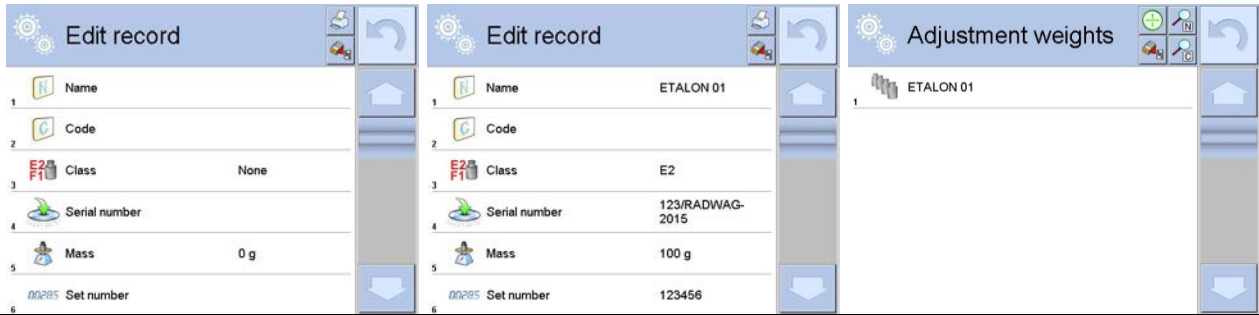 Edit record
N
1 N Name
2 C Code
3 E2 F1 Class None
4 Serial number
5 Mass 0 g
6 00285 Set number
Edit record
1 N Name ETALON 01
2 C Code
3 E2 F1 Class E2
4 Serial number 123/RADWAG-
2015
5 Mass 100 g
6 00285 Set number 123456
Adjustment weights
N
C
1 ETALON 01